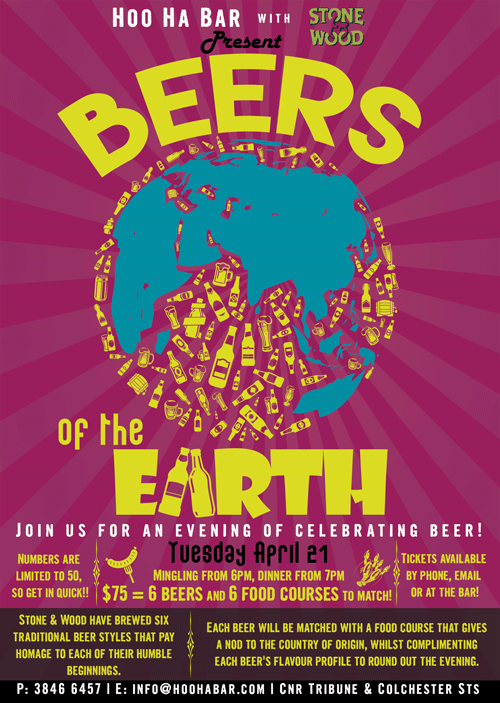 Hoo Ha Bar with STONE & WOOD
Present
BEERS
of the
EARTH
Join us for an evening of celebrating beer!
Tuesday April 21
Numbers are
limited to 50,
so get in quick!!
Mingling from 6pm, dinner from 7pm
$75 = 6 beers and 6 food courses to match!
Tickets available
by phone, email
or at the bar!
Stone & Wood have brewed six
traditional beer styles that pay
homage to each of their humble
beginnings.
Each beer will be matched with a food course that gives
a nod to the country of origin, whilst complimenting
each beer's flavour profile to round out the evening.
P: 3846 6457 | E: info@hoohabar.com | Cnr Tribune & Colchester Sts